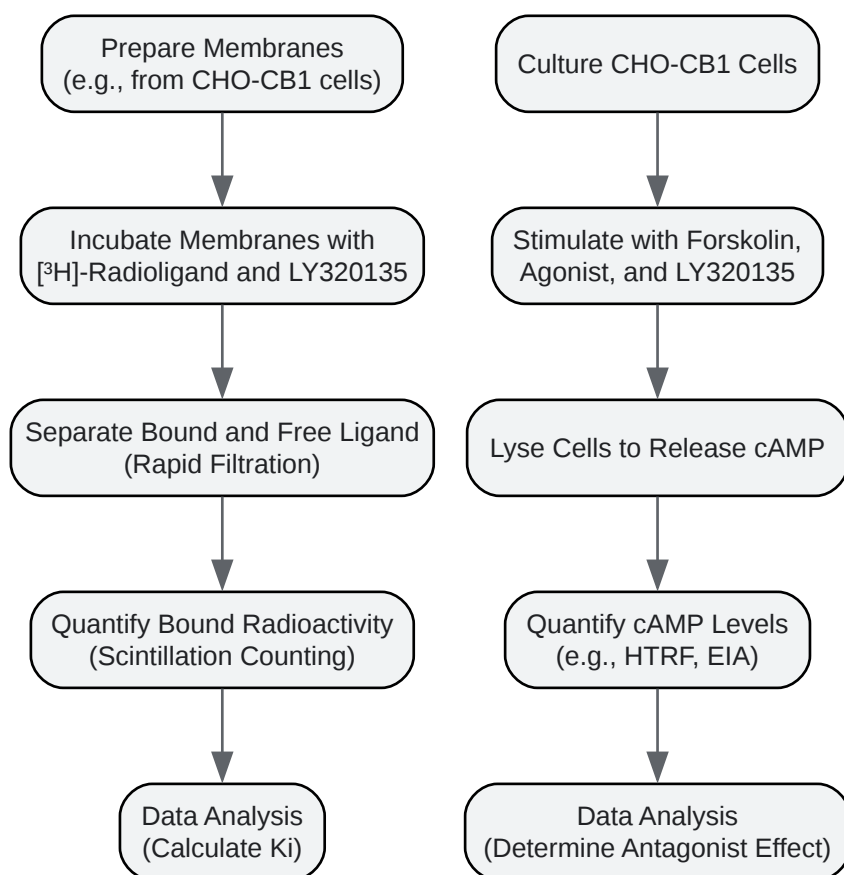 Prepare Membranes
(e.g., from CHO-CB1 cells)
Incubate Membranes with
[³H]-Radioligand and LY320135
Separate Bound and Free Ligand
(Rapid Filtration)
Quantify Bound Radioactivity
(Scintillation Counting)
Data Analysis
(Calculate Ki)
Culture CHO-CB1 Cells
Stimulate with Forskolin,
Agonist, and LY320135
Lyse Cells to Release cAMP
Quantify cAMP Levels
(e.g., HTRF, EIA)
Data Analysis
(Determine Antagonist Effect)